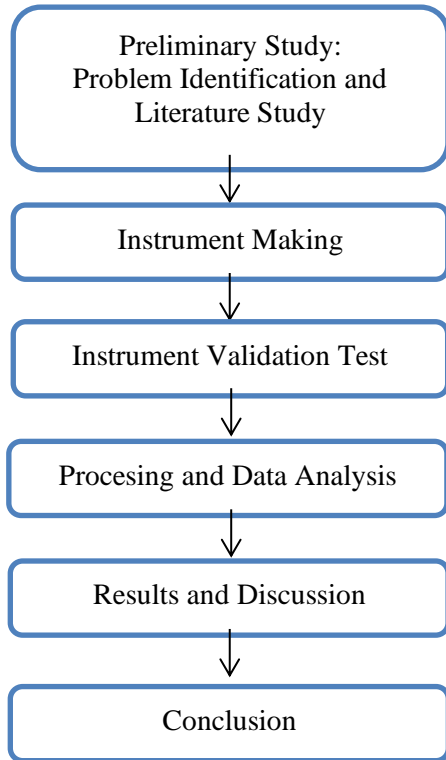 Preliminary Study:
Problem Identification and
Literature Study
Instrument Making
Instrument Validation Test
Procesing and Data Analysis
Results and Discussion
Conclusion